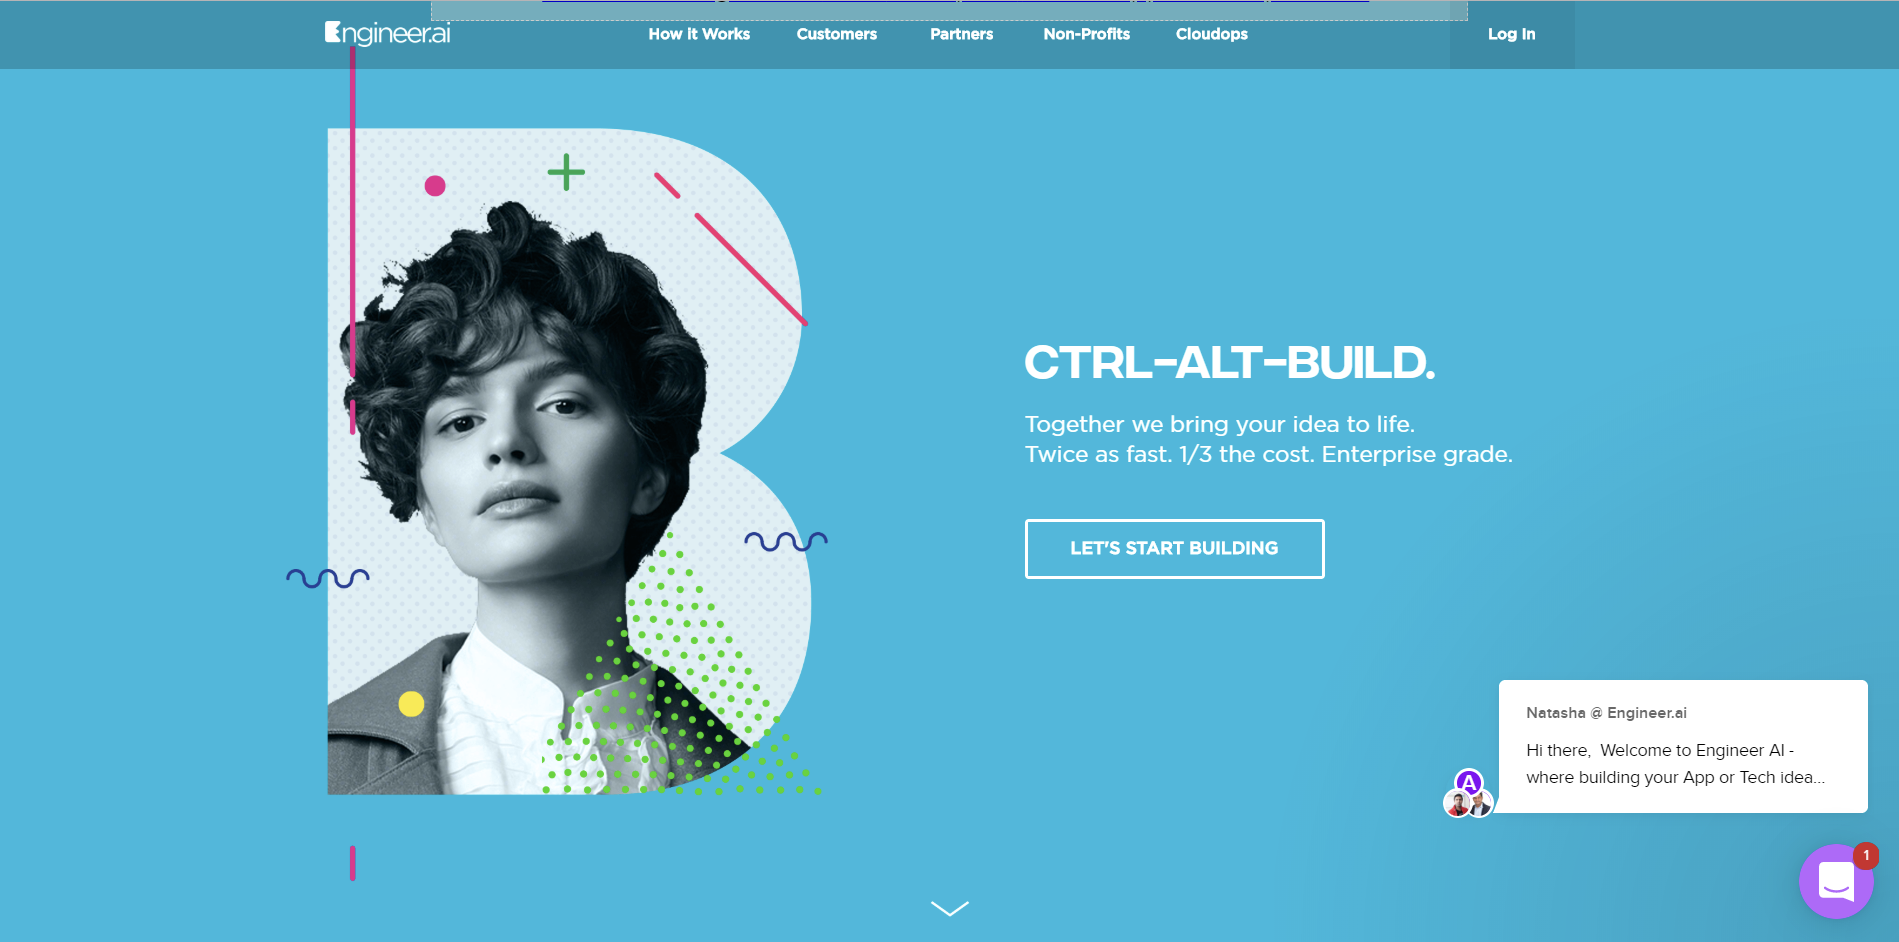 Engineer.ai
How it Works
Customers
Partners
Non-Profits
Cloudops
Log In
CTRL-ALT-BUILD.
Together we bring your idea to life.
Twice as fast. 1/3 the cost. Enterprise grade.
LET'S START BUILDING
Natasha @ Engineer.ai
Hi there,  Welcome to Engineer AI -
where building your App or Tech idea...
A
1